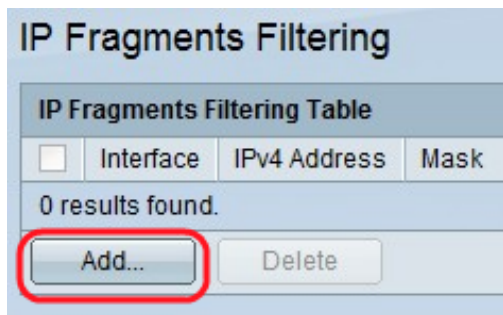 IP Fragments Filtering
IP Fragments Filtering Table
Interface IPv4 Address Mask
0 results found.
Add... Delete